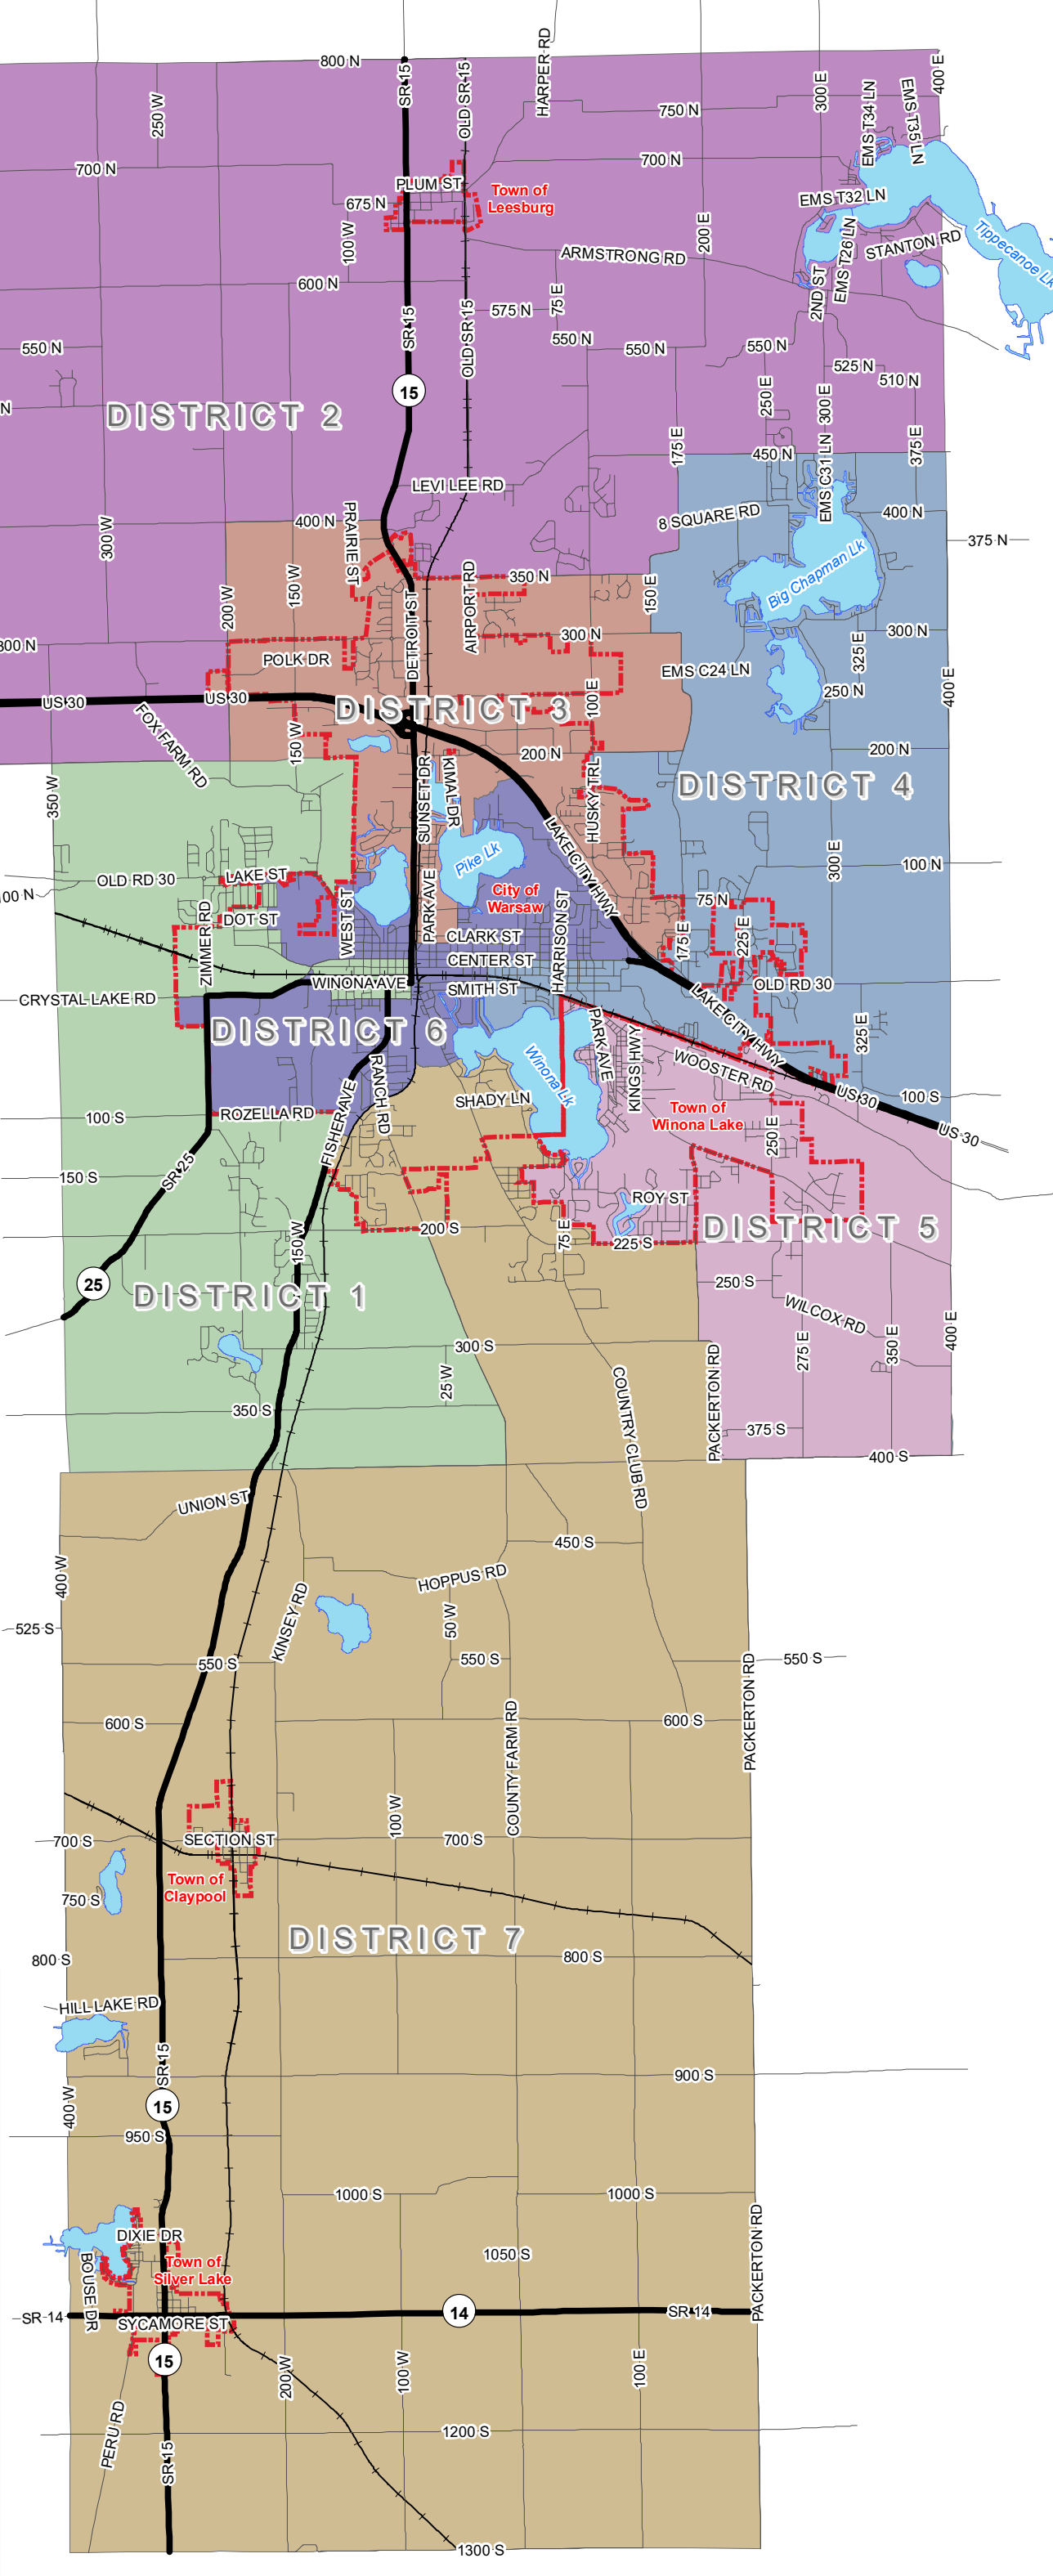 800 N
SR-15
OLD SR-15
HARPER RD
250 W
750 N
300 E
EMS T34 LN
EMS T35 LN
400 E
700 N
700 N
PLUM ST
Town of
Leesburg
675 N
EMS T32 LN
100 W
200 E
ARMSTRONG RD
2ND ST
EMS T26 LN
STANTON RD
Tippecanoe Lk
600 N
575 N
75 E
SR-15
OLD SR 15
550 N
550 N
550 N
550 N
525 N
510 N
15
250 E
300 E
N
DISTRICT 2
175 E
450 N
EMS C31 LN
375 E
LEVI LEE RD
8 SQUARE RD
400 N
400 N
300 W
PRAIRIE ST
375 N
Big Chapman Lk
200 W
150 W
DETROIT ST
AIRPORT RD
350 N
150 E
300 N
300 N
300 N
325 E
POLK DR
EMS C24 LN
250 N
400 E
US 30
US 30
DISTRICT 3
100 E
FOX FARM RD
150 W
200 N
200 N
350 W
SUNSET DR
KIMAL DR
HUSKY TRL
DISTRICT 4
LAKE CITY HWY
Pike Lk
300 E
100 N
OLD RD 30
LAKE ST
00 N
City of
Warsaw
DOT ST
ZIMMER RD
WEST ST
PARK AVE
CLARK ST
HARRISON ST
75 N
175 E
225 E
CENTER ST
WINONA AVE
SMITH ST
OLD RD 30
CRYSTAL LAKE RD
DISTRICT 6
LAKE CITY HWY
PARK AVE
KINGS HWY
325 E
Winona Lk
WOOSTER RD
RANCH RD
FISHER AVE
SHADY LN
Town of
Winona Lake
US 30
100 S
100 S
ROZELLA RD
250 E
US 30
150 S
SR-25
ROY ST
DISTRICT 5
150 W
200 S
75 E
225 S
25
DISTRICT 1
250 S
WILCOX RD
300 S
275 E
350 E
400 E
25 W
COUNTRY CLUB RD
PACKERTON RD
350 S
375 S
400 S
UNION ST
450 S
400 W
HOPPUS RD
KINSEY RD
50 W
525 S
550 S
550 S
550 S
PACKERTON RD
600 S
600 S
COUNTY FARM RD
100 W
700 S
SECTION ST
700 S
Town of
Claypool
750 S
DISTRICT 7
800 S
800 S
HILL LAKE RD
SR-15
900 S
400 W
15
950 S
1000 S
1000 S
PACKERTON RD
DIXIE DR
1050 S
BOUSE DR
Town of
Silver Lake
SR-14
14
SR-14
SYCAMORE ST
15
200 W
100 W
100 E
PERU RD
1200 S
SR-15
1300 S